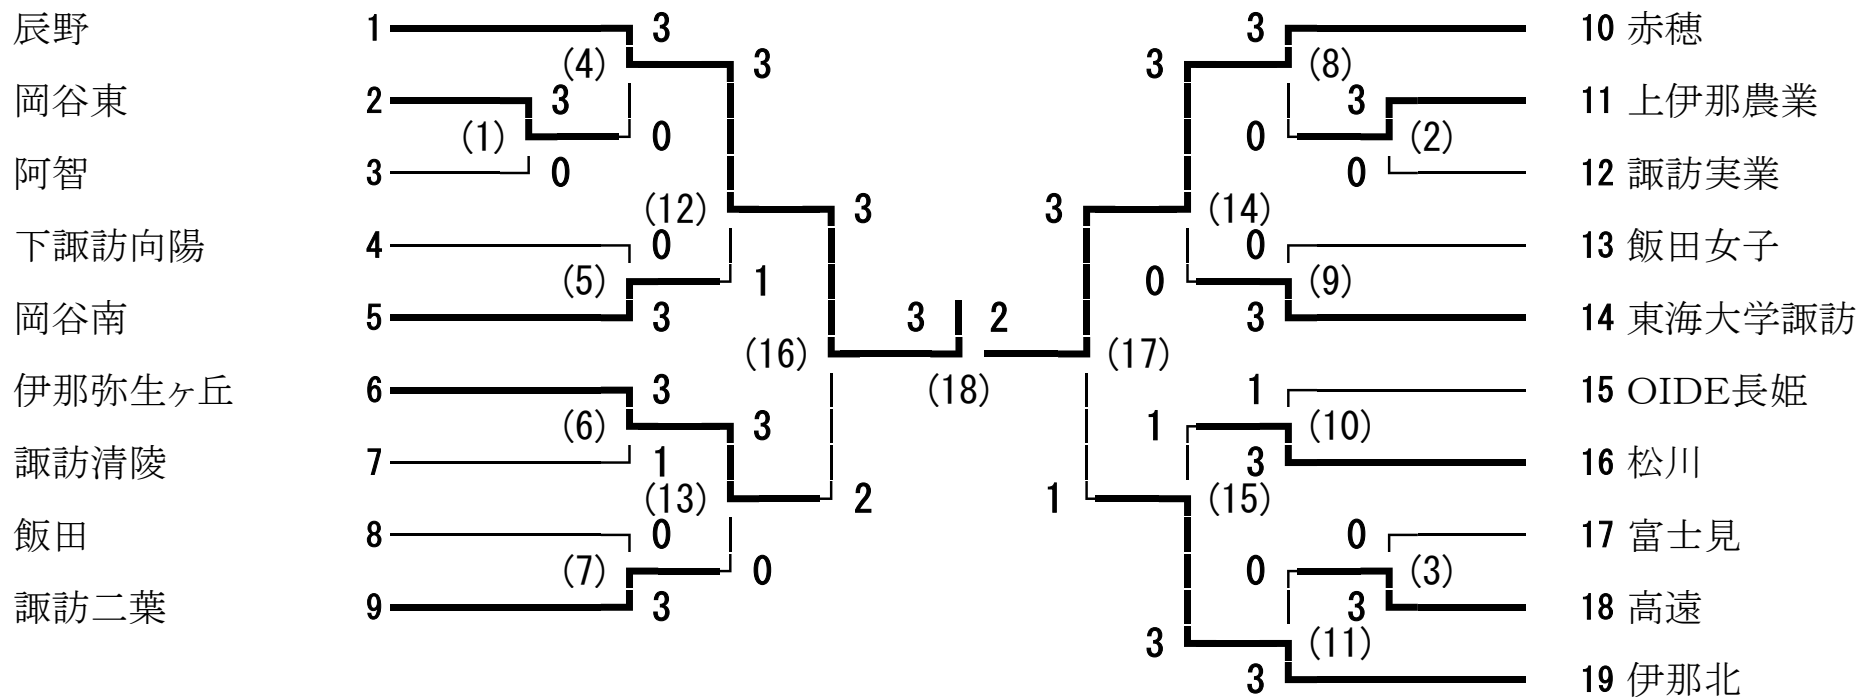 辰野 1 3 3 10 赤穂
(4) 3 3 (8)
岡谷東 2 3 3 11 上伊那農業
(1) 0 0 (2)
阿智 3 0 0 12 諏訪実業
(12) 3 3 (14)
下諏訪向陽 4 0 0 13 飯田女子
(5) 1 0 (9)
岡谷南 5 3 3 2 3 14 東海大学諏訪
(16) (17)
伊那弥生ヶ丘 6 3 (18) 1 15 OIDE長姫
(6) 3 1 (10)
諏訪清陵 7 1 3 16 松川
(13) 2 1 (15)
飯田 8 0 0 17 富士見
(7) 0 0 (3)
諏訪二葉 9 3 3 18 高遠
3 (11)
3 19 伊那北